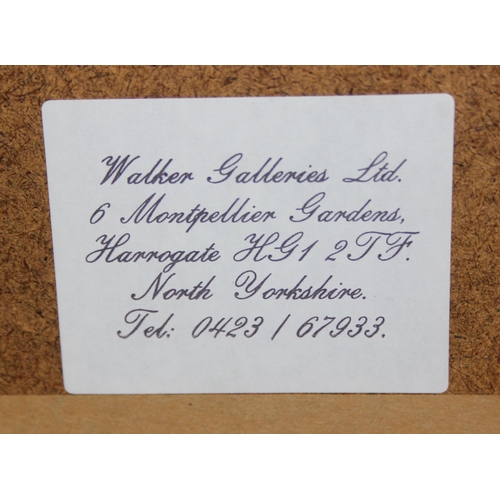 Walker Galleries Ltd.
6 Montpellier Gardens,
Harrogate HG1 2TF.
North Yorkshire.
Tel: 0423 / 67933.